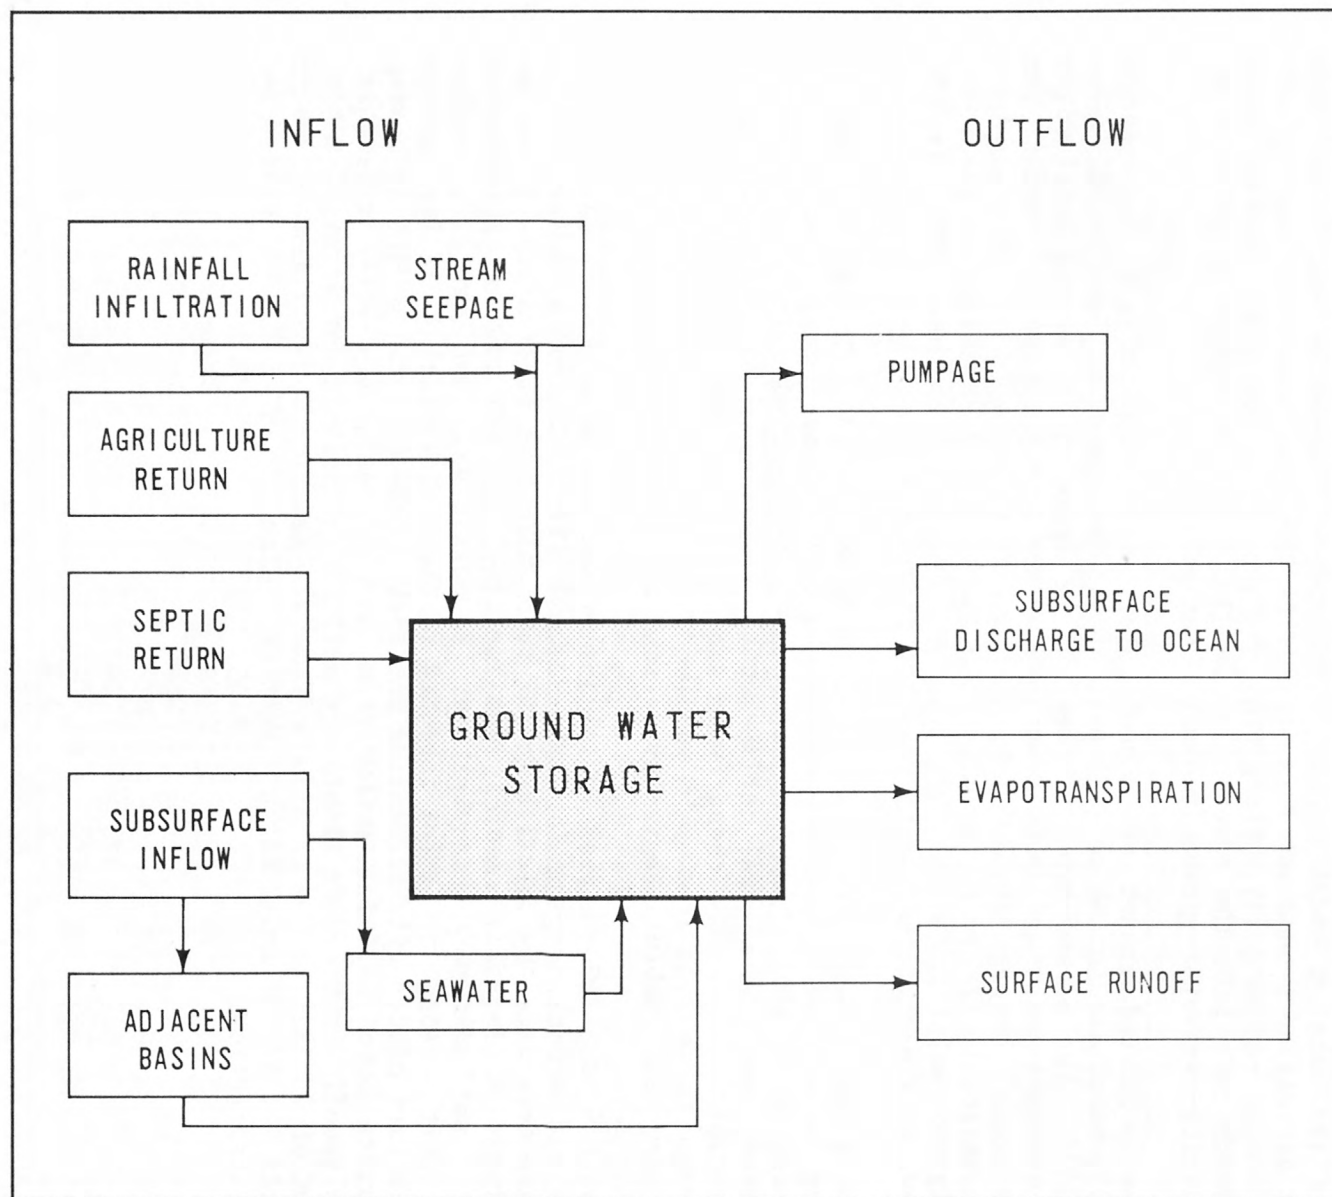 INFLOW
OUTFLOW
RAINFALL
INFILTRATION
STREAM
SEEPAGE
PUMPAGE
AGRICULTURE
RETURN
SEPTIC
RETURN
SUBSURFACE
DISCHARGE TO OCEAN
GROUND WATER
STORAGE
EVAPOTRANSPIRATION
SUBSURFACE
INFLOW
SEAWATER
SURFACE RUNOFF
ADJACENT
BASINS